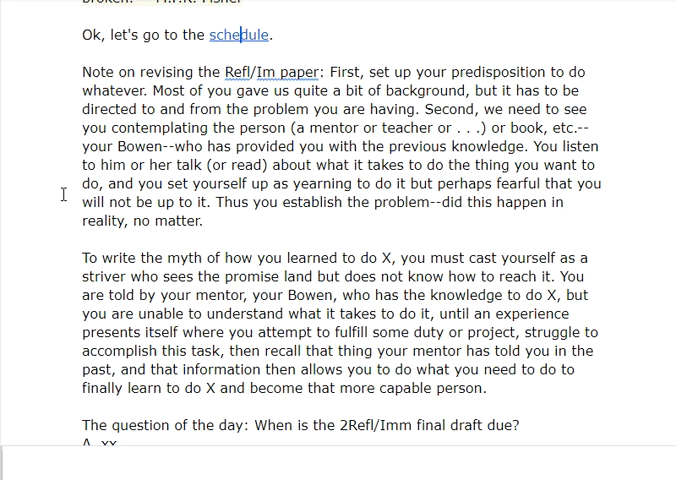 Ok, let's go to the schedule.
Note on revising the Refl/Im paper: First, set up your predisposition to do
whatever. Most of you gave us quite a bit of background, but it has to be
directed to and from the problem you are having. Second, we need to see
you contemplating the person (a mentor or teacher or . . .) or book, etc.--
your Bowen--who has provided you with the previous knowledge. You listen
to him or her talk (or read) about what it takes to do the thing you want to
do, and you set yourself up as yearning to do it but perhaps fearful that you
will not be up to it. Thus you establish the problem--did this happen in
reality, no matter.
To write the myth of how you learned to do X, you must cast yourself as a
striver who sees the promise land but does not know how to reach it. You
are told by your mentor, your Bowen, who has the knowledge to do X, but
you are unable to understand what it takes to do it, until an experience
presents itself where you attempt to fulfill some duty or project, struggle to
accomplish this task, then recall that thing your mentor has told you in the
past, and that information then allows you to do what you need to do to
finally learn to do X and become that more capable person.
The question of the day: When is the 2Refl/Imm final draft due?